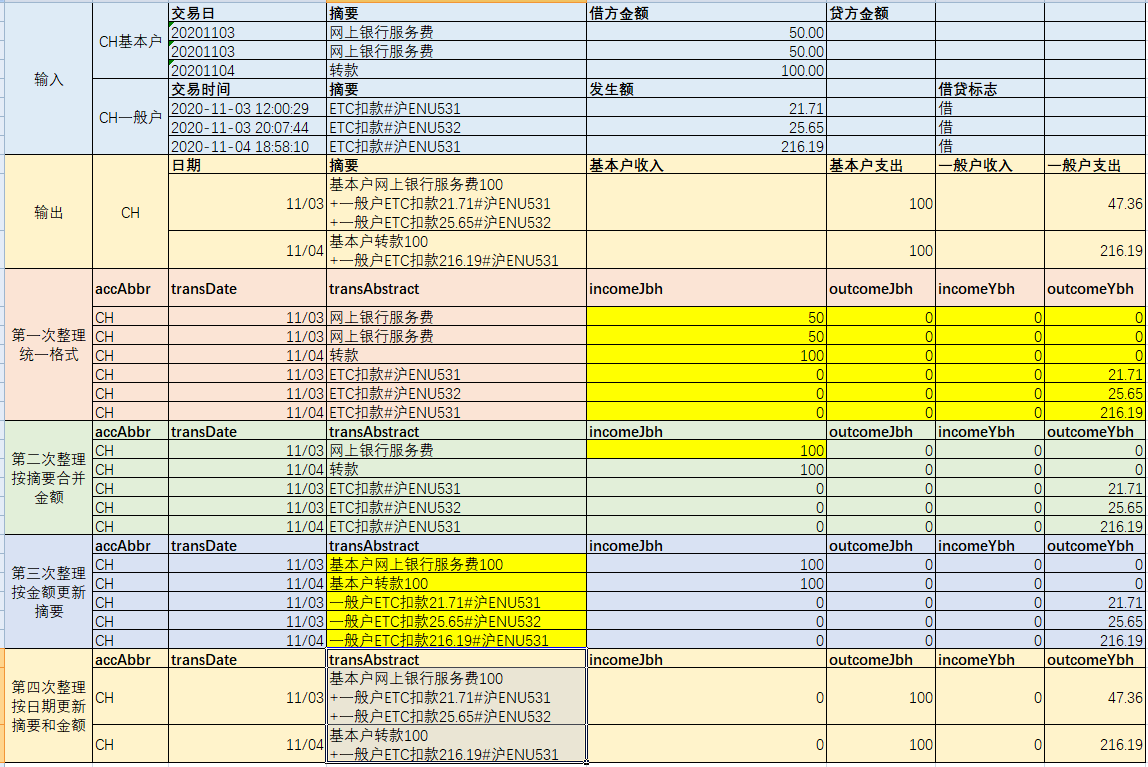 输入
CH基本户
交易日 摘要 借方金额 贷方金额
20201103 网上银行服务费 50.00
20201103 网上银行服务费 50.00
20201104 转款 100.00
CH一般户
交易时间 摘要 发生额 借贷标志
2020-11-03 12:00:29 ETC扣款#沪ENU531 21.71 借
2020-11-03 20:07:44 ETC扣款#沪ENU532 25.65 借
2020-11-04 18:58:10 ETC扣款#沪ENU531 216.19 借
输出
CH
日期 摘要 基本户收入 基本户支出 一般户收入 一般户支出
基本户网上银行服务费100
11/03 +一般户ETC扣款21.71#沪ENU531 100 47.36
+一般户ETC扣款25.65#沪ENU532
基本户转款100
11/04 100 216.19
+一般户ETC扣款216.19#沪ENU531
第一次整理
统一格式
accAbbr transDate transAbstract incomeJbh outcomeJbh incomeYbh outcomeYbh
CH 11/03 网上银行服务费 50 0 0 0
CH 11/03 网上银行服务费 50 0 0 0
CH 11/04 转款 100 0 0 0
CH 11/03 ETC扣款#沪ENU531 0 0 0 21.71
CH 11/03 ETC扣款#沪ENU532 0 0 0 25.65
CH 11/04 ETC扣款#沪ENU531 0 0 0 216.19
第二次整理
按摘要合并
金额
accAbbr transDate transAbstract incomeJbh outcomeJbh incomeYbh outcomeYbh
CH 11/03 网上银行服务费 100 0 0 0
CH 11/04 转款 100 0 0 0
CH 11/03 ETC扣款#沪ENU531 0 0 0 21.71
CH 11/03 ETC扣款#沪ENU532 0 0 0 25.65
CH 11/04 ETC扣款#沪ENU531 0 0 0 216.19
第三次整理
按金额更新
摘要
accAbbr transDate transAbstract incomeJbh outcomeJbh incomeYbh outcomeYbh
CH 11/03 基本户网上银行服务费100 100 0 0 0
CH 11/04 基本户转款100 100 0 0 0
CH 11/03 一般户ETC扣款21.71#沪ENU531 0 0 0 21.71
CH 11/03 一般户ETC扣款25.65#沪ENU532 0 0 0 25.65
CH 11/04 一般户ETC扣款216.19#沪ENU531 0 0 0 216.19
第四次整理
按日期更新
摘要和金额
accAbbr transDate transAbstract incomeJbh outcomeJbh incomeYbh outcomeYbh
基本户网上银行服务费100
CH 11/03 +一般户ETC扣款21.71#沪ENU531 0 100 0 47.36
+一般户ETC扣款25.65#沪ENU532
基本户转款100
CH 11/04 0 100 0 216.19
+一般户ETC扣款216.19#沪ENU531